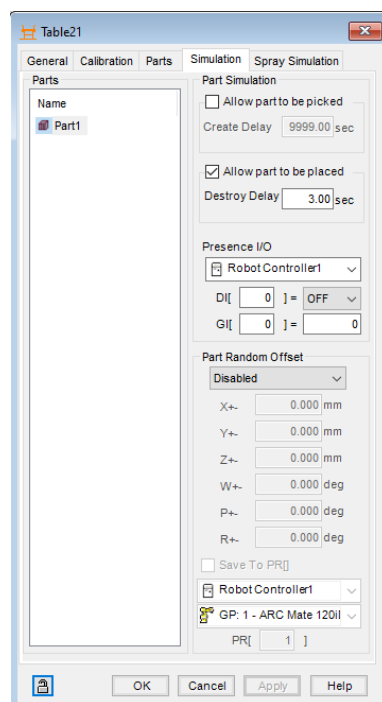 Table21
General Calibration Parts Simulation Spray Simulation
Parts
Name
Part1
Part Simulation
Allow part to be picked
Create Delay 9999.00 sec
Allow part to be placed
Destroy Delay 3.00 sec
Presence I/O
Robot Controller1
DI[ 0 ] = OFF
GI[ 0 ] = 0
Part Random Offset
Disabled
X+- 0.000 mm
Y+- 0.000 mm
Z+- 0.000 mm
W+- 0.000 deg
P+- 0.000 deg
R+- 0.000 deg
Save To PR[]
Robot Controller1
GP: 1 - ARC Mate 120iI
PR[ 1 ]
OK Cancel Apply Help